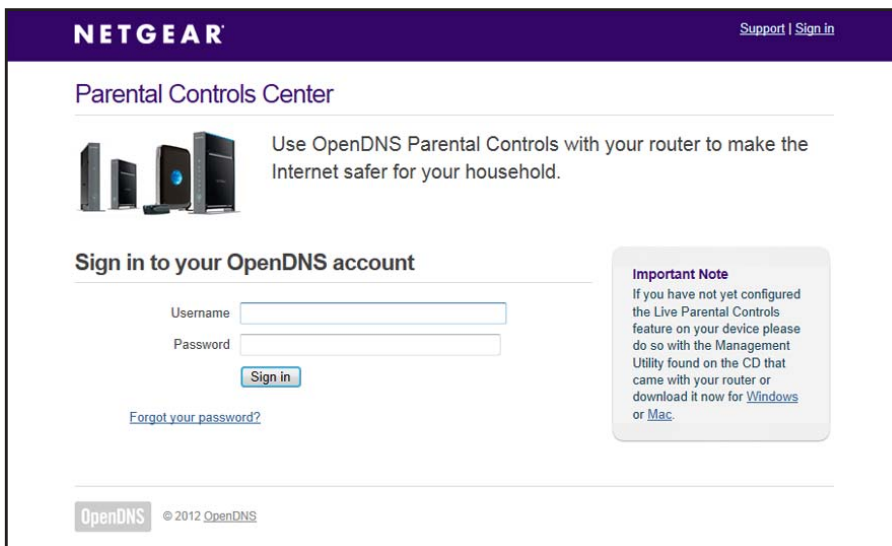 NETGEAR
Support | Sign in
Parental Controls Center
Use OpenDNS Parental Controls with your router to make the
Internet safer for your household.
Sign in to your OpenDNS account
Username
Password
Sign in
Forgot your password?
Important Note
If you have not yet configured
the Live Parental Controls
feature on your device please
do so with the Management
Utility found on the CD that
came with your router or
download it now for Windows
or Mac.
OpenDNS © 2012 OpenDNS